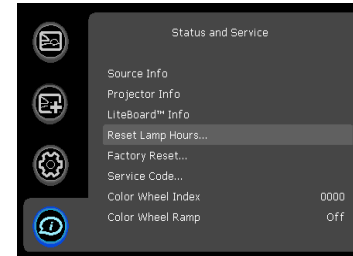 Status and Service
Source Info
Projector Info
LiteBoard™ Info
Reset Lamp Hours...
Factory Reset...
Service Code...
Color Wheel Index 0000
Color Wheel Ramp Off